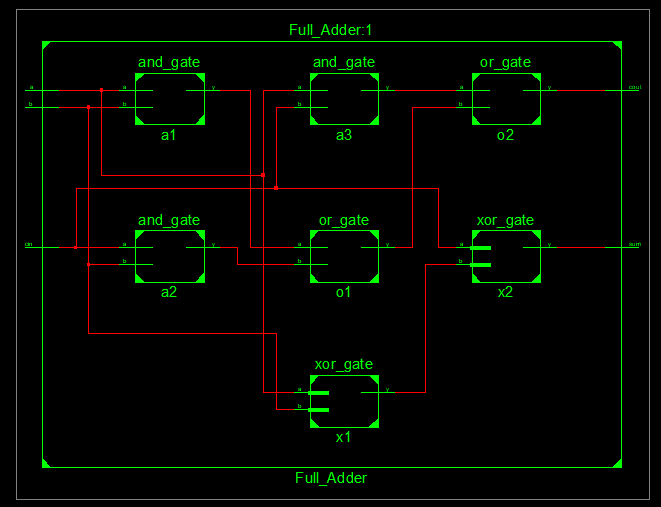 Full_Adder:1
and_gate
and_gate
or_gate
a a y a y a y cout
b b b b
a1
a3
o2
and_gate
or_gate
xor_gate
cin a y a y a y sum
b b b
a2
o1
x2
xor_gate
a y
b
x1
Full_Adder